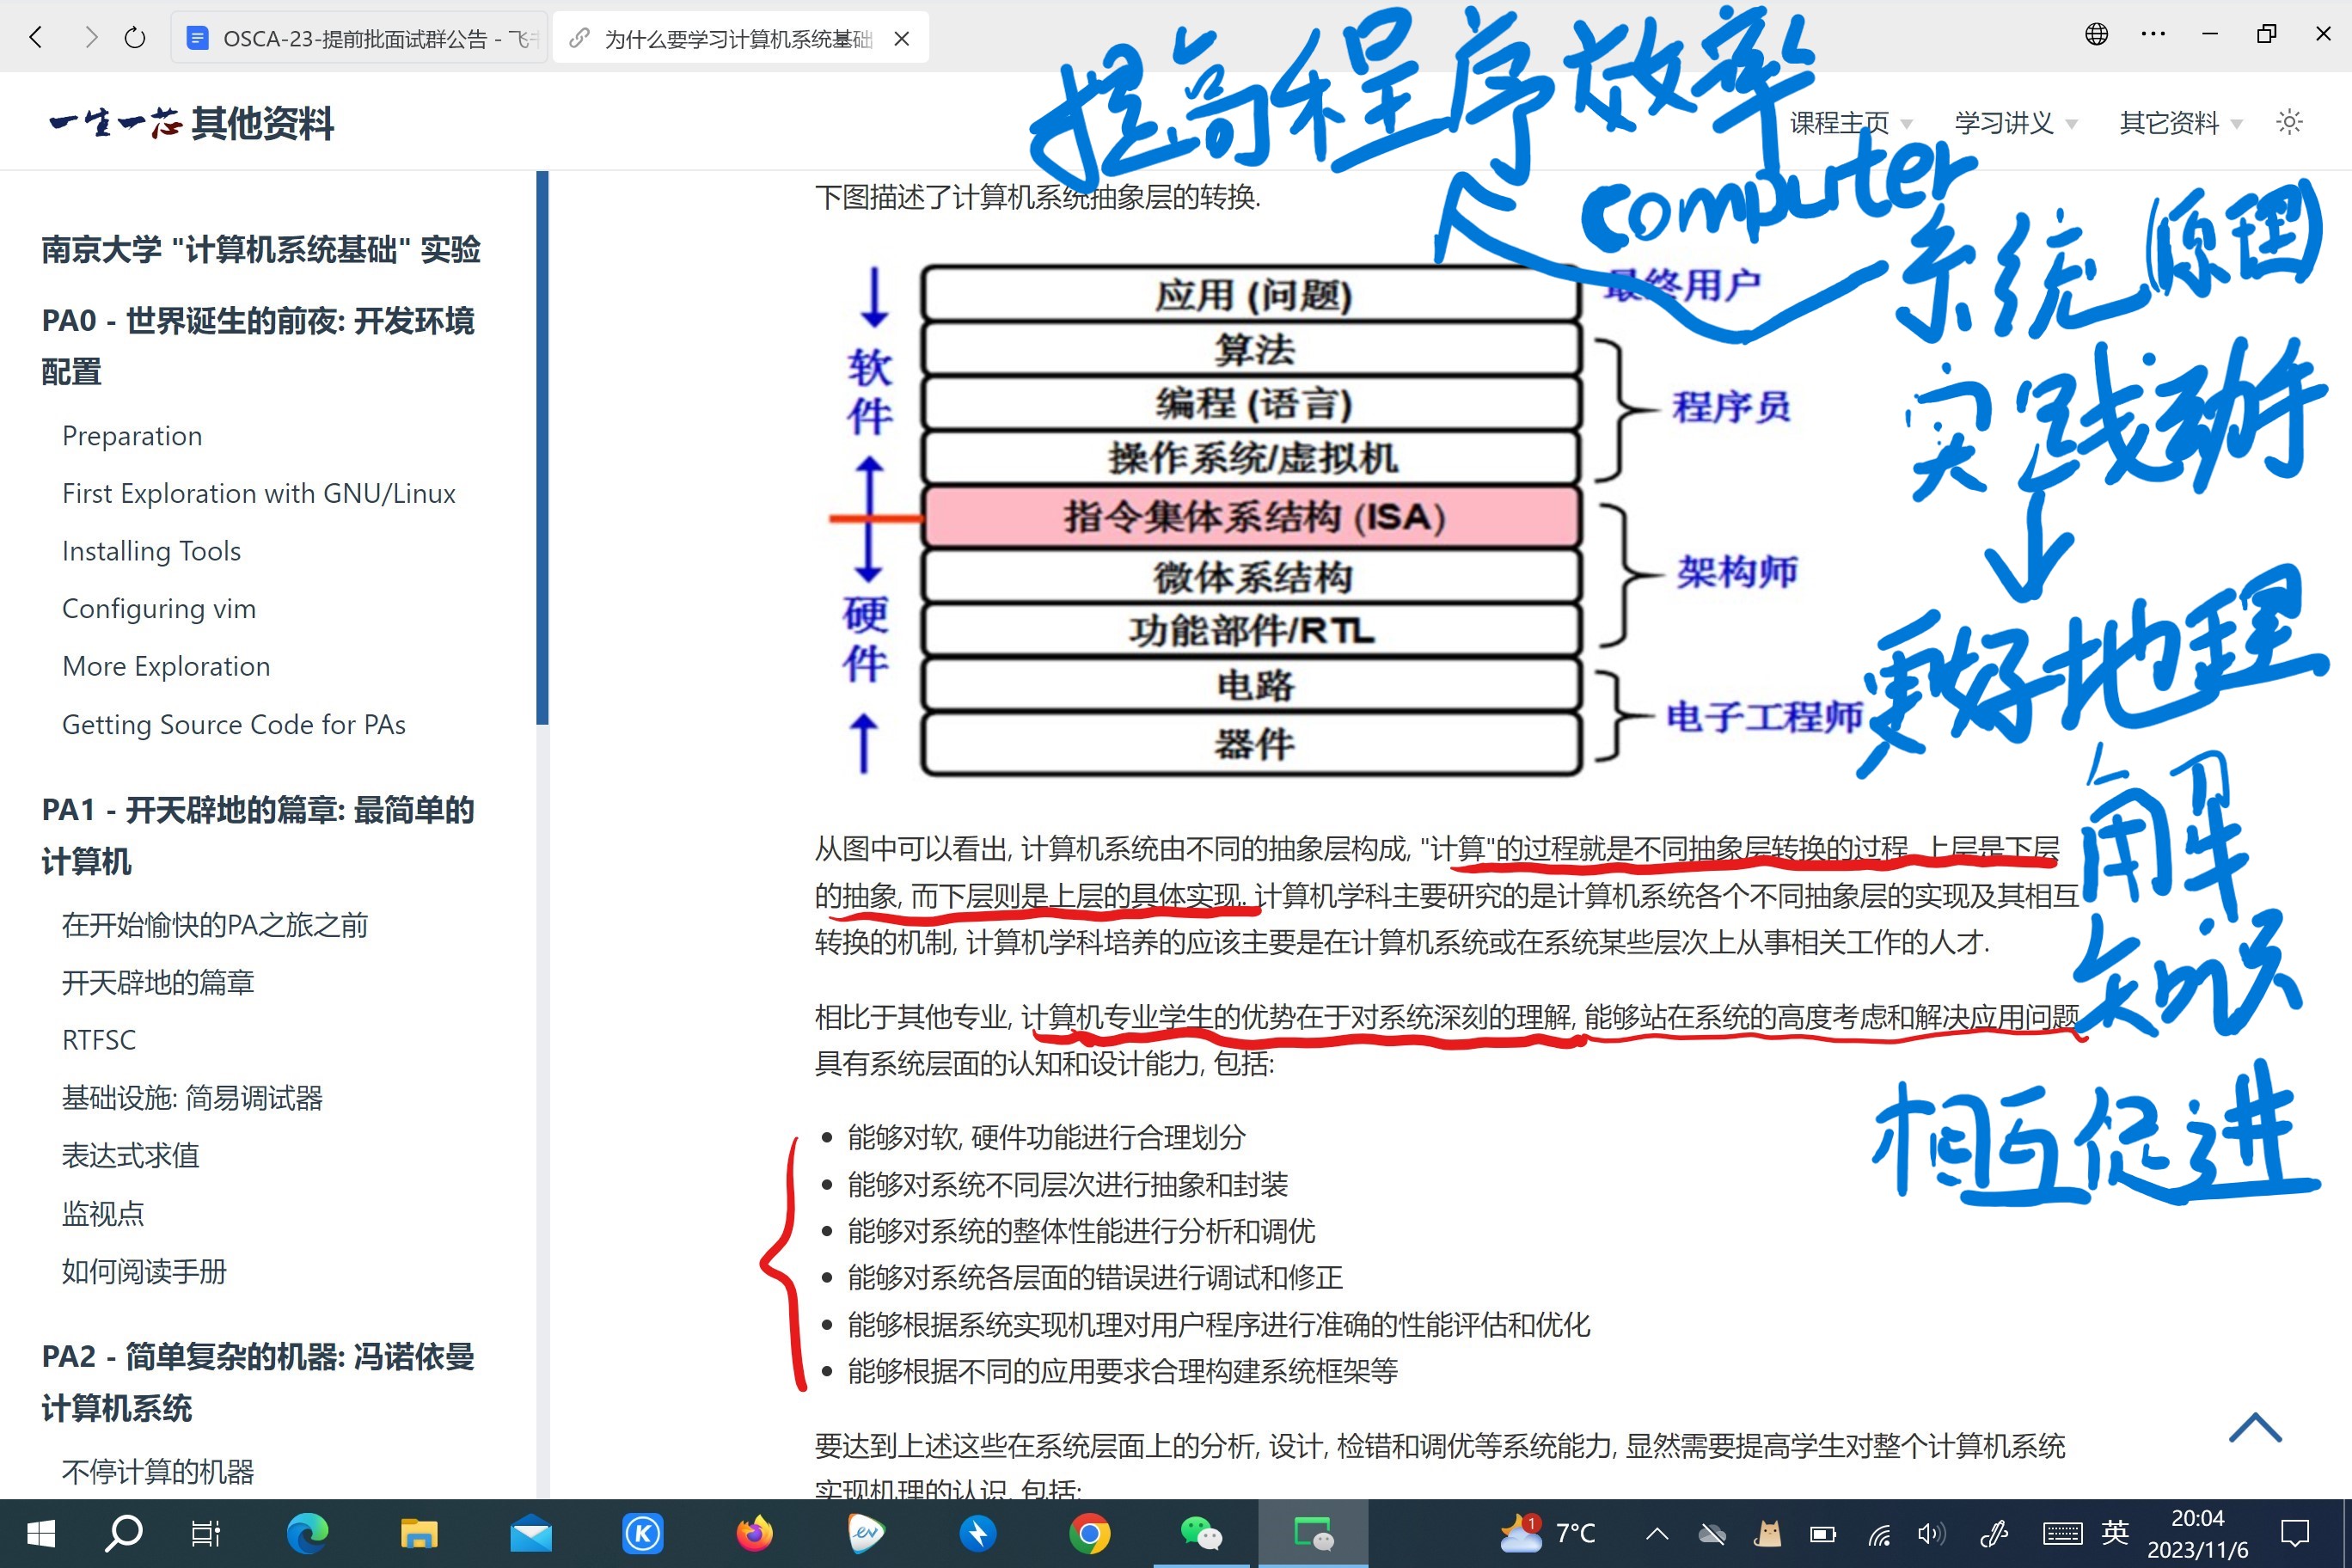 OSCA-23-提前批面试群公告 - 飞
为什么要学习计算机系统基础
提高程序效率
一生一芯 其他资料
课程主页
学习讲义
其它资料
computer
系统(原理)
实践
更好地理
解
知识
相互促进
南京大学 "计算机系统基础" 实验
PA0 - 世界诞生的前夜: 开发环境
配置
Preparation
First Exploration with GNU/Linux
Installing Tools
Configuring vim
More Exploration
Getting Source Code for PAs
PA1 - 开天辟地的篇章: 最简单的
计算机
在开始愉快的PA之旅之前
开天辟地的篇章
RTFSC
基础设施: 简易调试器
表达式求值
监视点
如何阅读手册
PA2 - 简单复杂的机器: 冯诺依曼
计算机系统
不停计算的机器
下图描述了计算机系统抽象层的转换.
软件
硬件
应用 (问题)
最终用户
算法
编程 (语言)
操作系统/虚拟机
程序员
指令集体系结构 (ISA)
微体系结构
功能部件/RTL
架构师
电路
器件
电子工程师
从图中可以看出, 计算机系统由不同的抽象层构成, "计算"的过程就是不同抽象层转换的过程, 上层是下层
的抽象, 而下层则是上层的具体实现. 计算机学科主要研究的是计算机系统各个不同抽象层的实现及其相互
转换的机制, 计算机学科培养的应该主要是在计算机系统或在系统某些层次上从事相关工作的人才.
相比于其他专业, 计算机专业学生的优势在于对系统深刻的理解, 能够站在系统的高度考虑和解决应用问题
具有系统层面的认知和设计能力, 包括:
• 能够对软, 硬件功能进行合理划分
• 能够对系统不同层次进行抽象和封装
• 能够对系统的整体性能进行分析和调优
• 能够对系统各层面的错误进行调试和修正
• 能够根据系统实现机理对用户程序进行准确的性能评估和优化
• 能够根据不同的应用要求合理构建系统框架等
要达到上述这些在系统层面上的分析, 设计, 检错和调优等系统能力, 显然需要提高学生对整个计算机系统
实现机理的认识, 包括:
1
7°C
英
20:04
2023/11/6